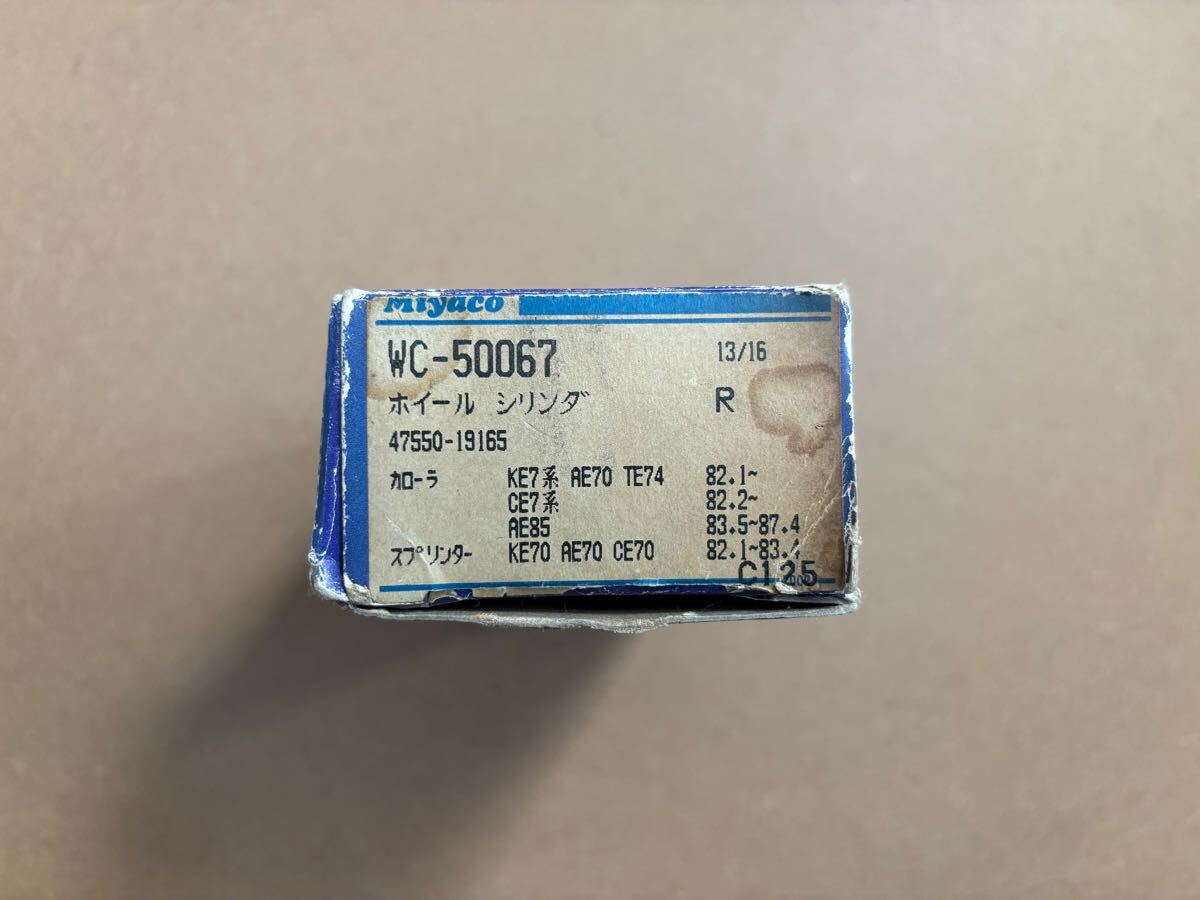 Miyaco
WC-50067 13/16
ホイール シリンダ R
47550-19165
カローラ KE7系 AE70 TE74 82.1~
CE7系 82.2~
AE85 83.5~87.4
スプリンター KE70 AE70 CE70 82.1~83.4
C125